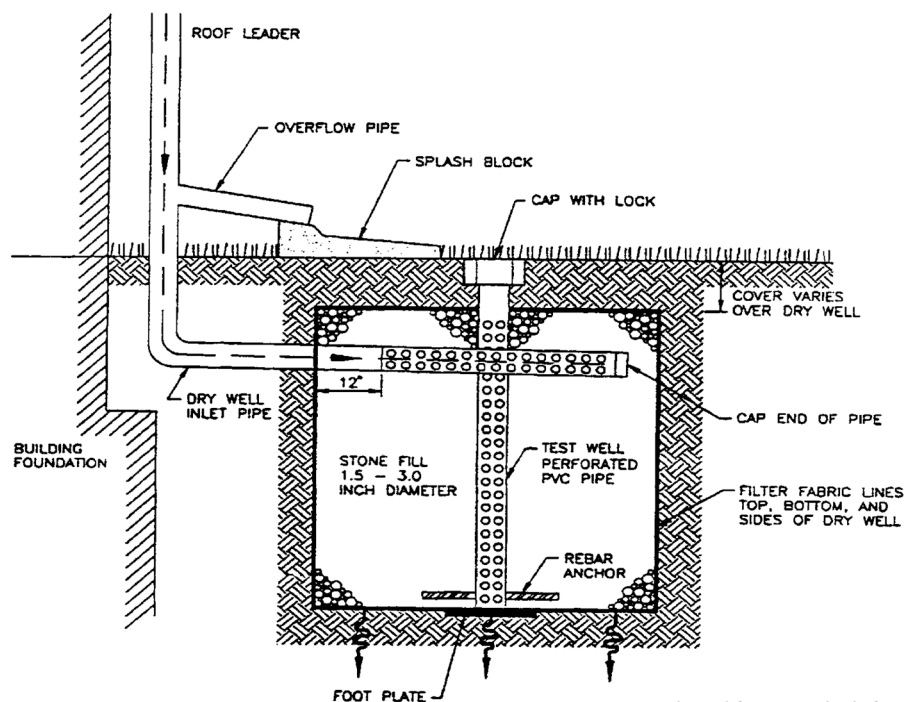 ROOF LEADER
OVERFLOW PIPE
SPLASH BLOCK
CAP WITH LOCK
COVER VARIES
OVER DRY WELL
12"
DRY WELL
INLET PIPE
CAP END OF PIPE
BUILDING
FOUNDATION
STONE FILL
1.5 - 3.0
INCH DIAMETER
TEST WELL
PERFORATED
PVC PIPE
FILTER FABRIC LINES
TOP, BOTTOM, AND
SIDES OF DRY WELL
REBAR
ANCHOR
FOOT PLATE